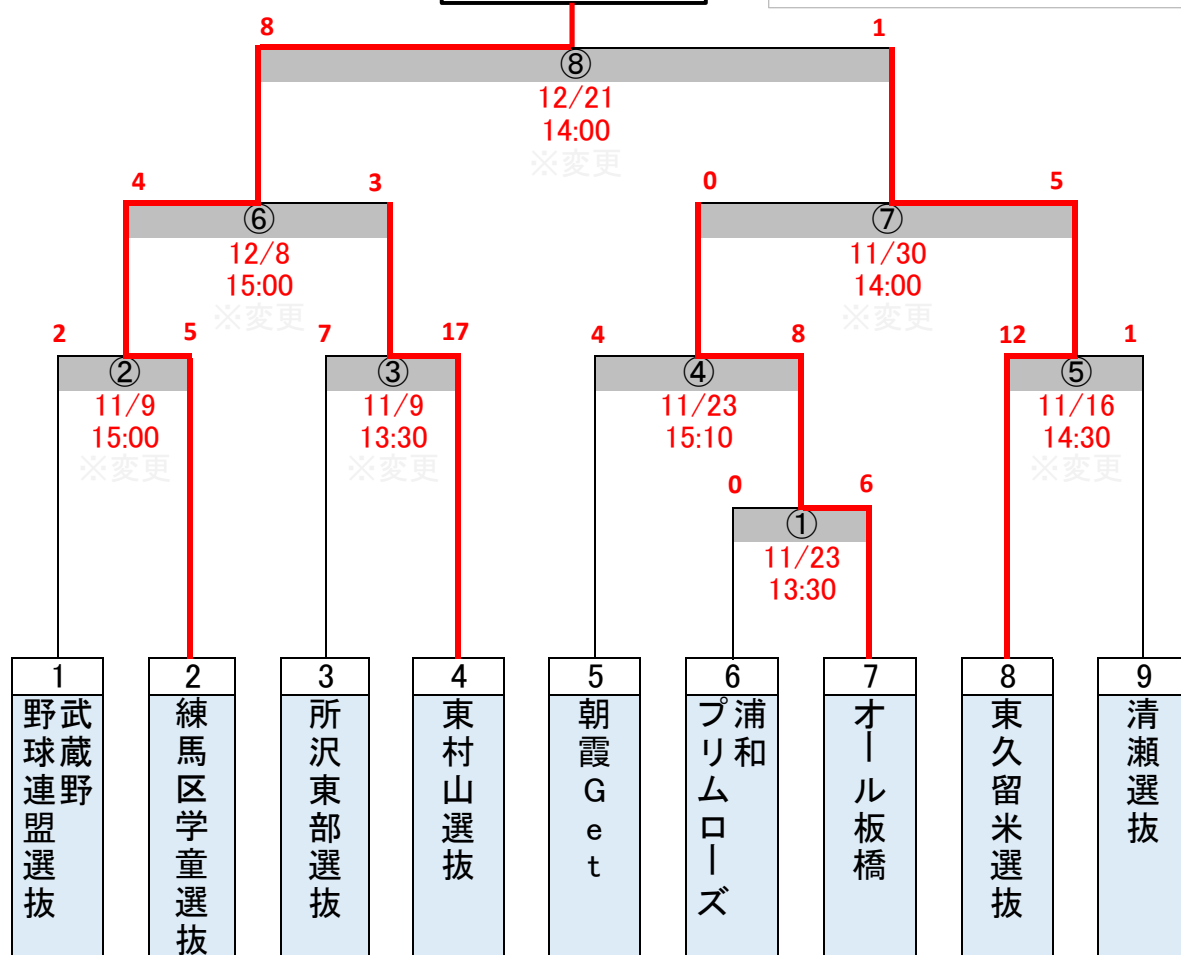 8
1
⑧
12/21
14:00
※変更
4
3
0
5
⑥
12/8
15:00
※変更
⑦
11/30
14:00
※変更
2
5
7
17
4
8
12
1
②
11/9
15:00
※変更
③
11/9
13:30
※変更
④
11/23
15:10
⑤
11/16
14:30
※変更
0
6
①
11/23
13:30
1
武蔵野
野球連盟選抜
2
練馬区学童選抜
3
所沢東部選抜
4
東村山選抜
5
朝霞Get
6
浦和
プリムローズ
7
オール板橋
8
東久留米選抜
9
清瀬選抜